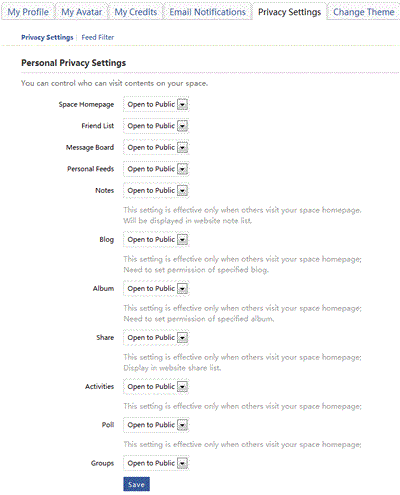 My Profile My Avatar My Credits Email Notifications Privacy Settings Change Theme
Privacy Settings | Feed Filter
Personal Privacy Settings
You can control who can visit contents on your space.
Space Homepage Open to Public
Friend List Open to Public
Message Board Open to Public
Personal Feeds Open to Public
Notes Open to Public
This setting is effective only when others visit your space homepage.
Will be displayed in website note list.
Blog Open to Public
This setting is effective only when others visit your space homepage;
Need to set permission of specified blog.
Album Open to Public
This setting is effective only when others visit your space homepage;
Need to set permission of specified album.
Share Open to Public
This setting is effective only when others visit your space homepage;
Display in website share list.
Activities Open to Public
This setting is effective only when others visit your space homepage;
Poll Open to Public
This setting is effective only when others visit your space homepage;
Groups Open to Public
Save